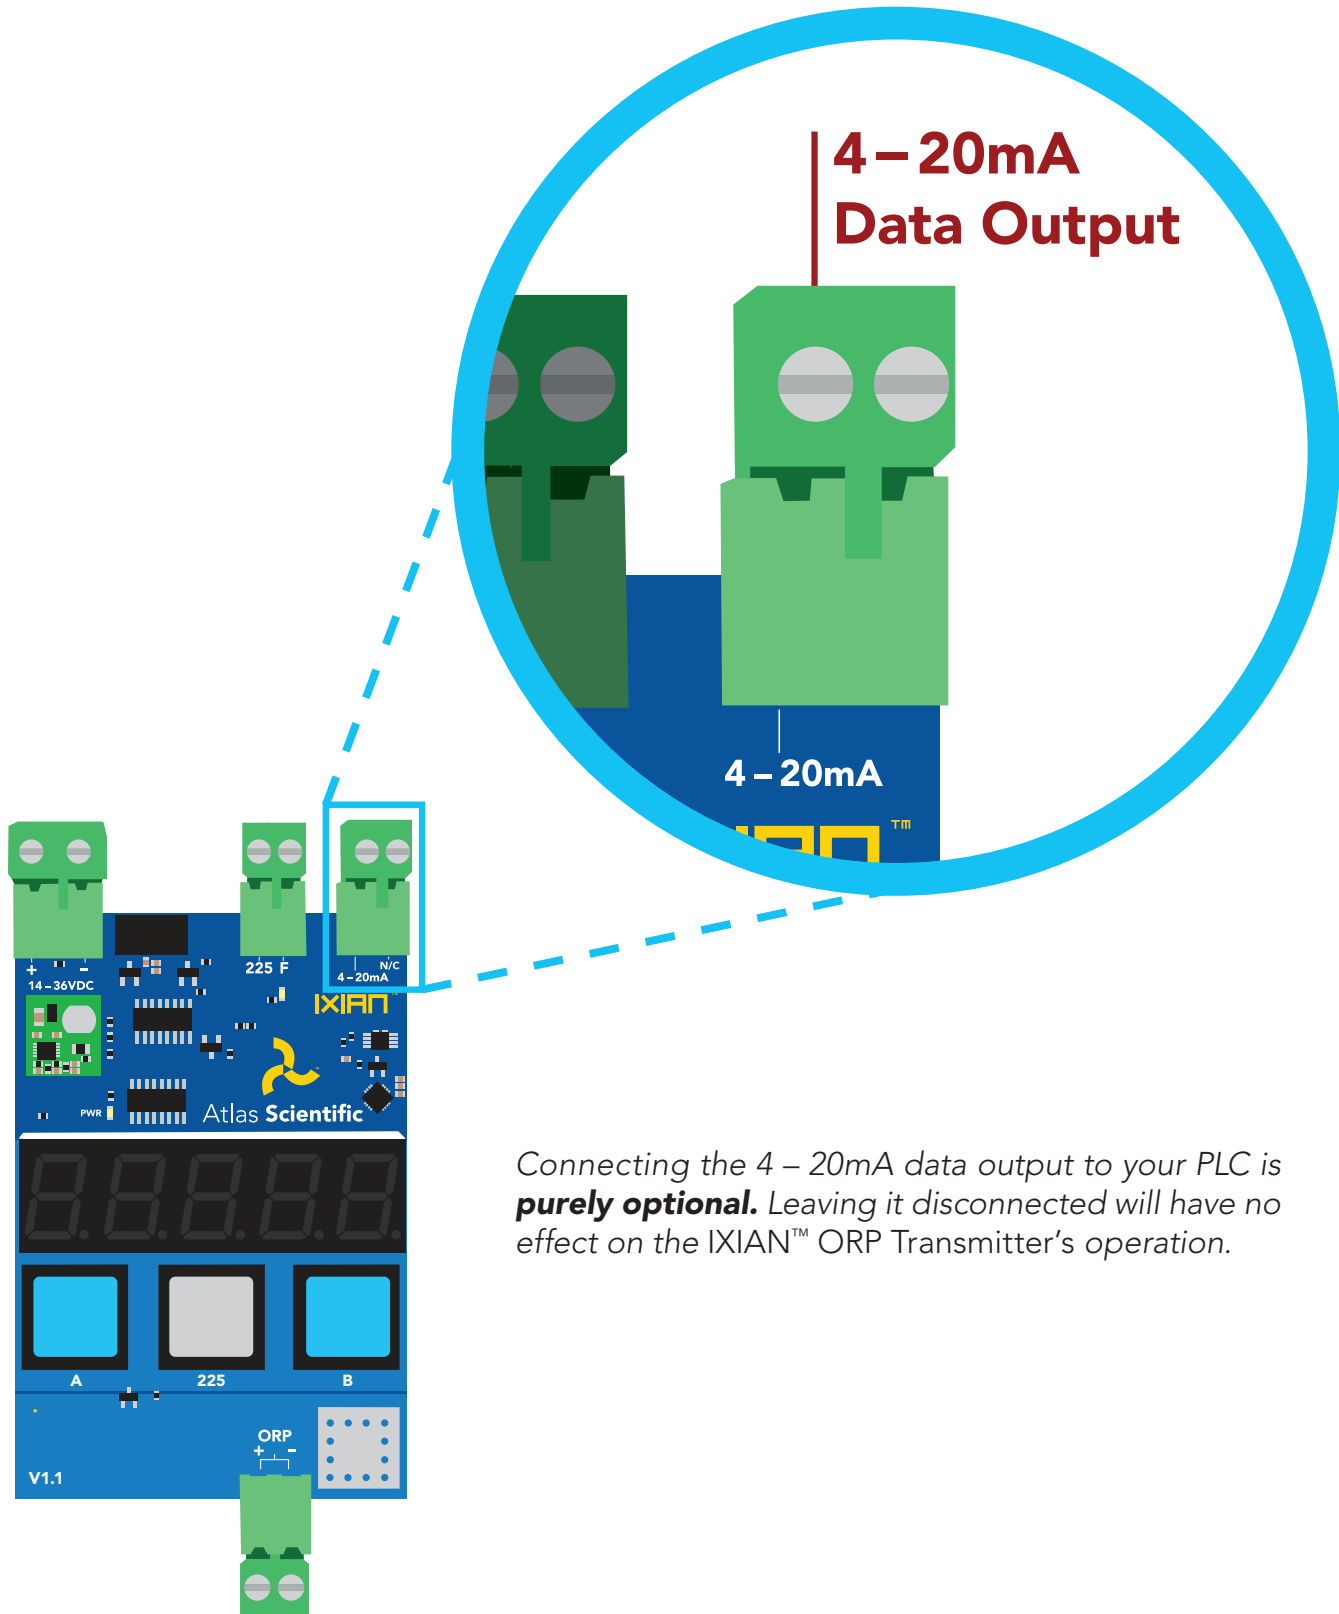 4 – 20mA
Data Output
4 – 20mA
™
+ -
14 – 36VDC
225 F
N/C
4 – 20mA
IXIAN™
PWR
Atlas Scientific
Connecting the 4 – 20mA data output to your PLC is
purely optional. Leaving it disconnected will have no
effect on the IXIAN™ ORP Transmitter's operation.
A
225
B
ORP
+ -
V1.1